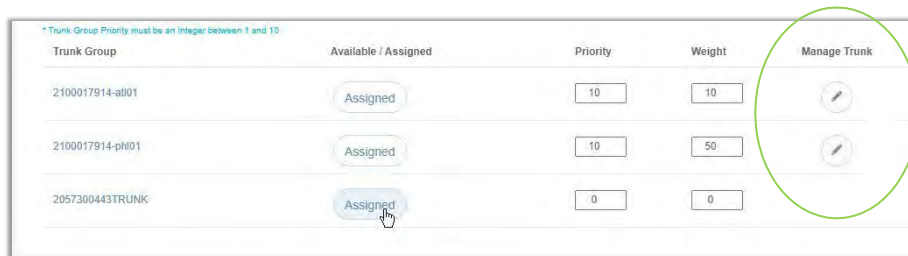 * Trunk Group Priority must be an integer between 1 and 10
Trunk Group Available / Assigned Priority Weight Manage Trunk
2100017914-atl01 Assigned 10 10
2100017914-phl01 Assigned 10 50
2057300443TRUNK Assigned 0 0